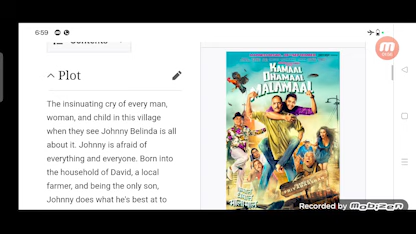 6:59
Contents
Plot
The insinuating cry of every man,
woman, and child in this village
when they see Johnny Belinda is all
about it. Johnny is afraid of
everything and everyone. Born into
the household of David, a local
farmer, and being the only son,
Johnny does what he's best at to
KAMAAL
DHAMAAL
MALAMAAL
PRIYADARSHAN
Recorded by MOBIZEN